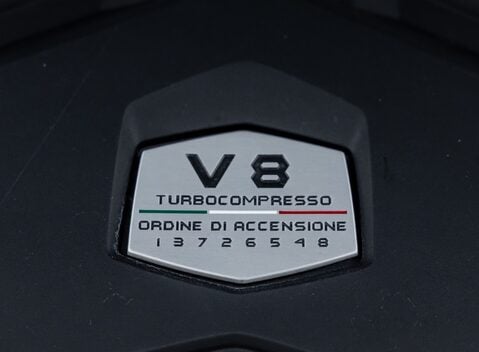 V8
TURBOCOMPRESSO
ORDINE DI ACCENSIONE
1 3 7 2 6 5 4 8